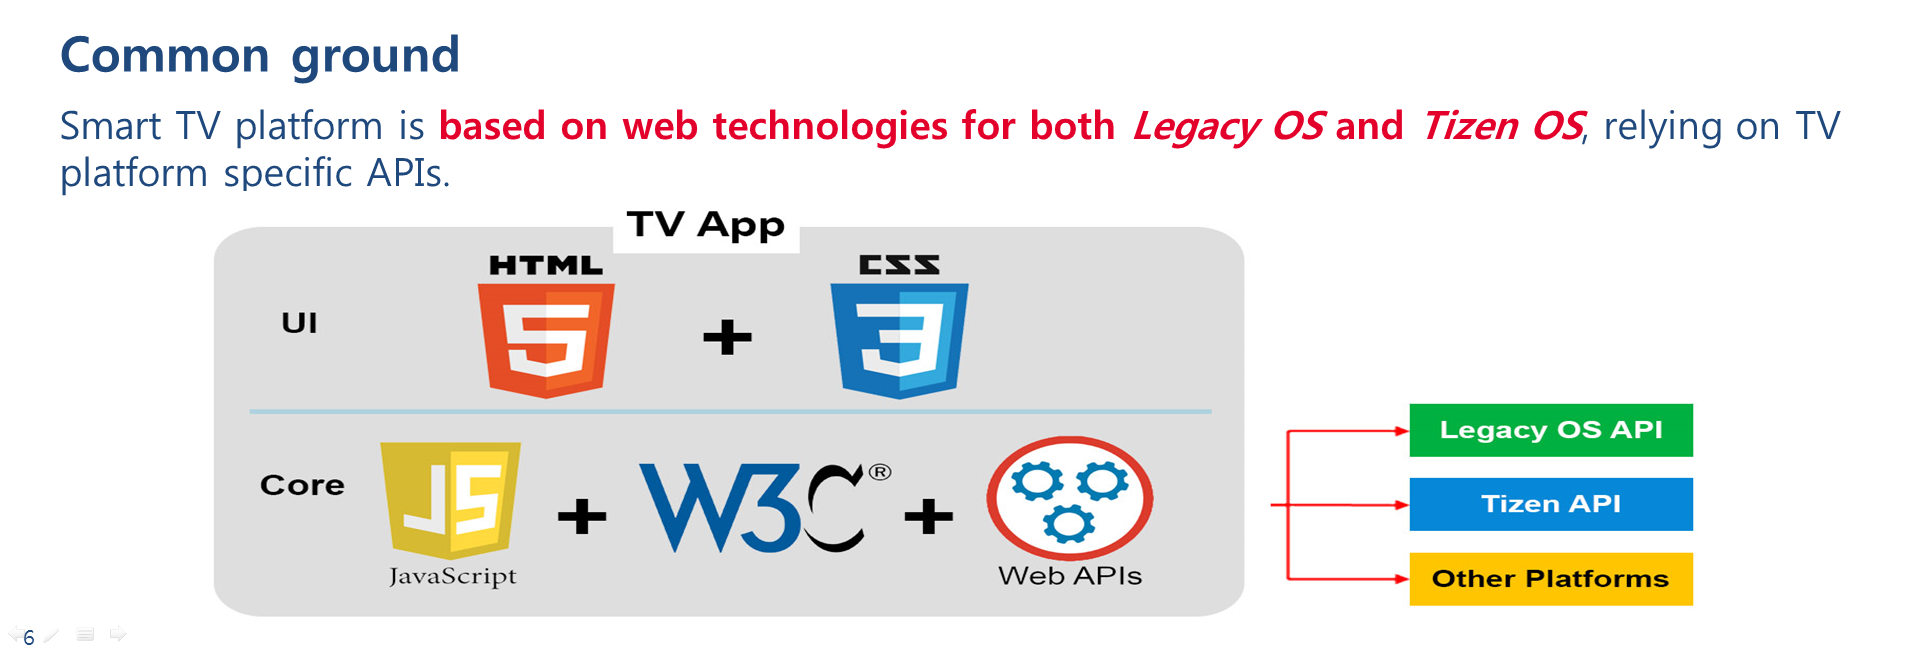 Common ground
Smart TV platform is based on web technologies for both Legacy OS and Tizen OS, relying on TV
platform specific APIs.
TV App
HTML
CSS
UI
5
+
3
Core
JS
+
W3C®
+
JavaScript
Web APIs
Legacy OS API
Tizen API
Other Platforms
6